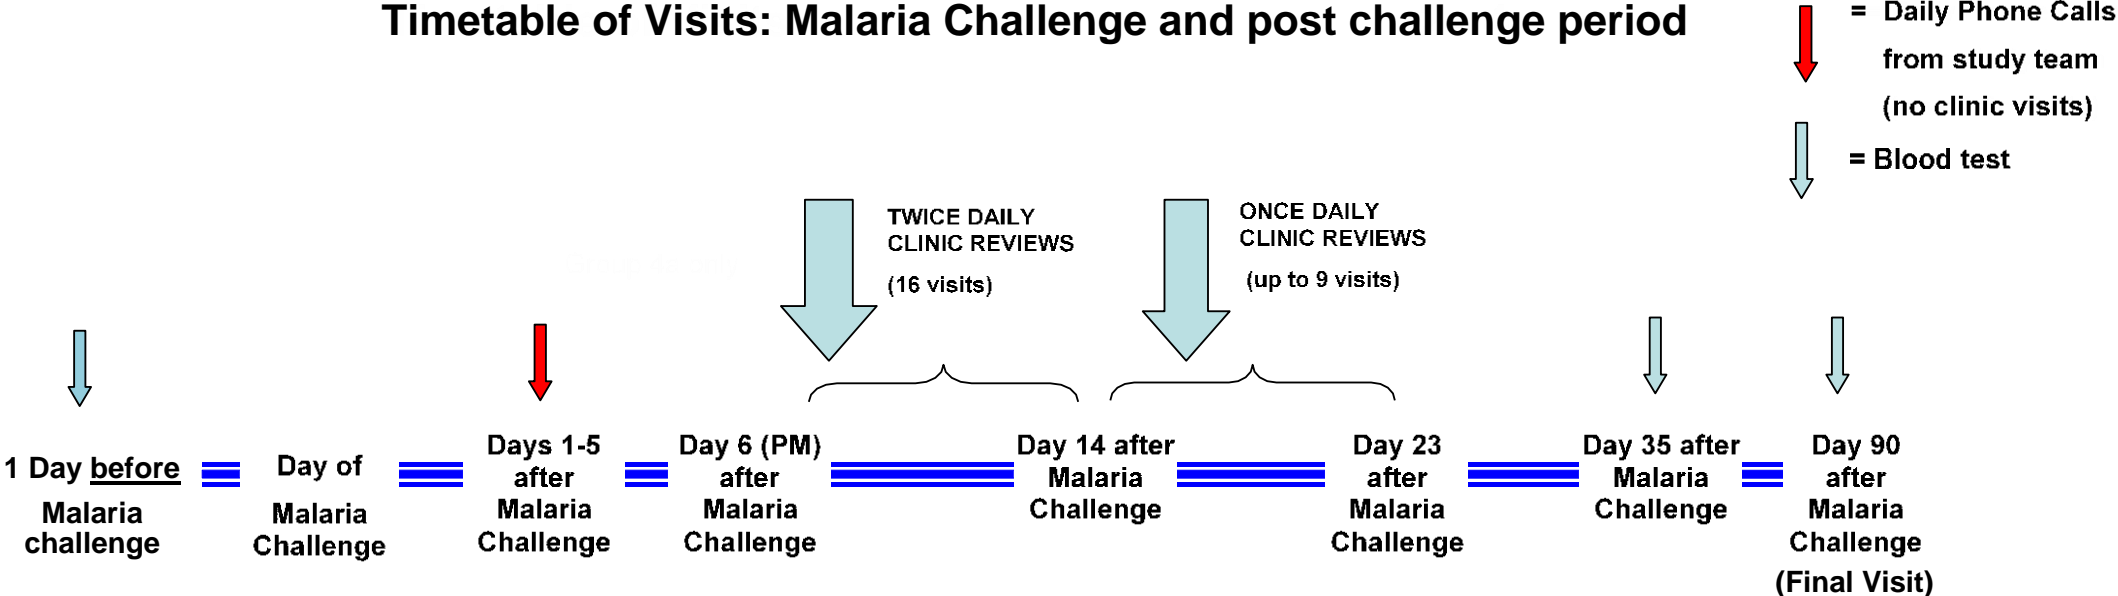 Timetable of Visits: Malaria Challenge and post challenge period
= Daily Phone Calls
from study team
(no clinic visits)
= Blood test
TWICE DAILY
CLINIC REVIEWS
(16 visits)
ONCE DAILY
CLINIC REVIEWS
(up to 9 visits)
1 Day before
Malaria
challenge
Day of
Malaria
Challenge
Days 1-5
after
Malaria
Challenge
Day 6 (PM)
after
Malaria
Challenge
Day 14 after
Malaria
Challenge
Day 23
after
Malaria
Challenge
Day 35 after
Malaria
Challenge
Day 90
after
Malaria
Challenge
(Final Visit)